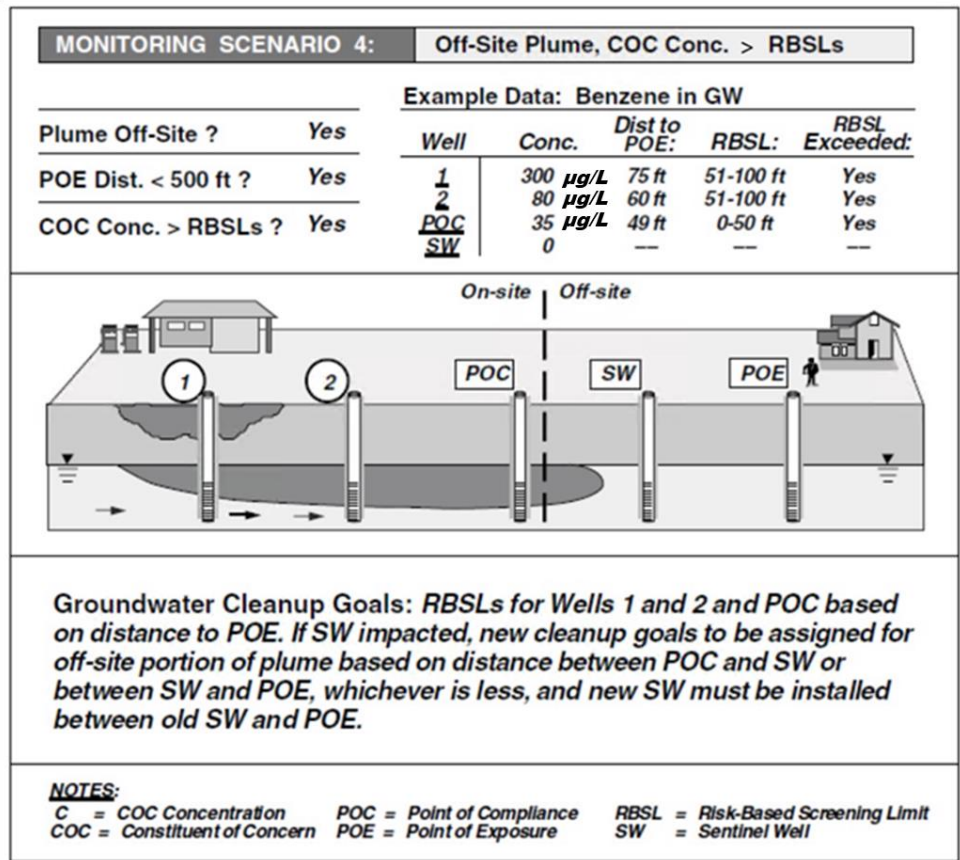 MONITORING SCENARIO 4: Off-Site Plume, COC Conc. > RBSLs
Plume Off-Site ? Yes
POE Dist. < 500 ft ? Yes
COC Conc. > RBSLs ? Yes
Example Data: Benzene in GW
Well Conc. Dist to POE: RBSL: RBSL Exceeded:
1 300 µg/L 75 ft 51-100 ft Yes
2 80 µg/L 60 ft 51-100 ft Yes
POC 35 µg/L 49 ft 0-50 ft Yes
SW 0 — — —
On-site Off-site
1 2 POC SW POE
Groundwater Cleanup Goals: RBSLs for Wells 1 and 2 and POC based
on distance to POE. If SW impacted, new cleanup goals to be assigned for
off-site portion of plume based on distance between POC and SW or
between SW and POE, whichever is less, and new SW must be installed
between old SW and POE.
NOTES:
C = COC Concentration POC = Point of Compliance RBSL = Risk-Based Screening Limit
COC = Constituent of Concern POE = Point of Exposure SW = Sentinel Well